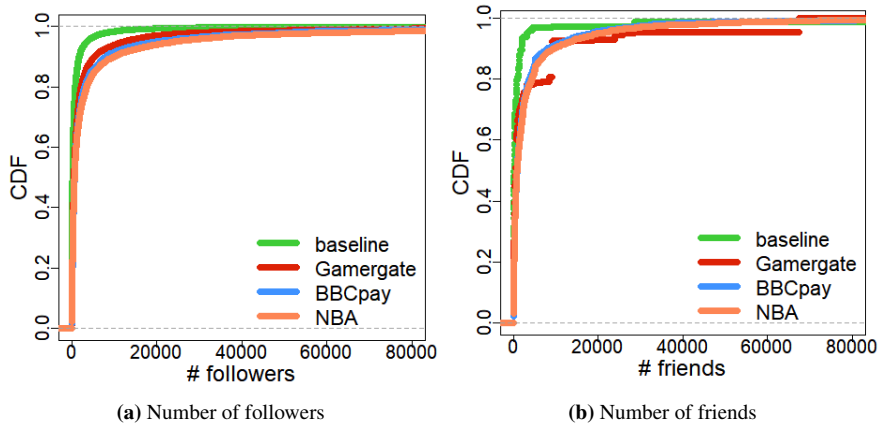 CDF
1.0
0.8
0.6
0.4
0.2
0.0
baseline
Gamergate
BBCpay
NBA
0 20000 40000 60000 80000
# followers
(a) Number of followers
CDF
1.0
0.8
0.6
0.4
0.2
0.0
baseline
Gamergate
BBCpay
NBA
0 20000 40000 60000 80000
# friends
(b) Number of friends